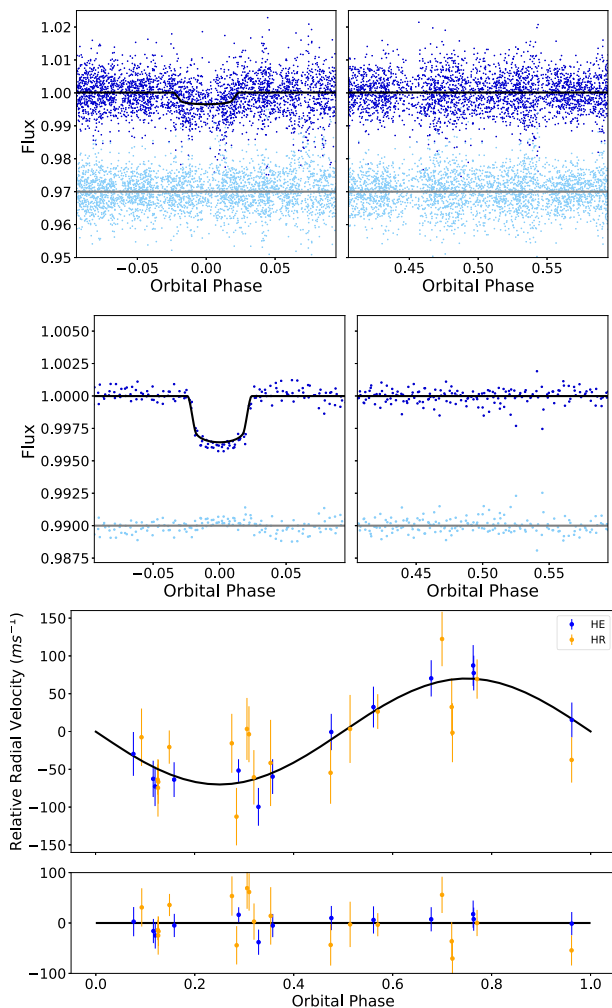 1.02
1.01
1.00
0.99
0.98
0.97
0.96
0.95
Flux
−0.05 0.00 0.05
Orbital Phase
0.45 0.50 0.55
Orbital Phase
1.0050
1.0025
1.0000
0.9975
0.9950
0.9925
0.9900
0.9875
Flux
−0.05 0.00 0.05
Orbital Phase
0.45 0.50 0.55
Orbital Phase
Relative Radial Velocity (ms⁻¹)
150
100
50
0
−50
−100
−150
HE
HR
100
0
−100
0.0 0.2 0.4 0.6 0.8 1.0
Orbital Phase